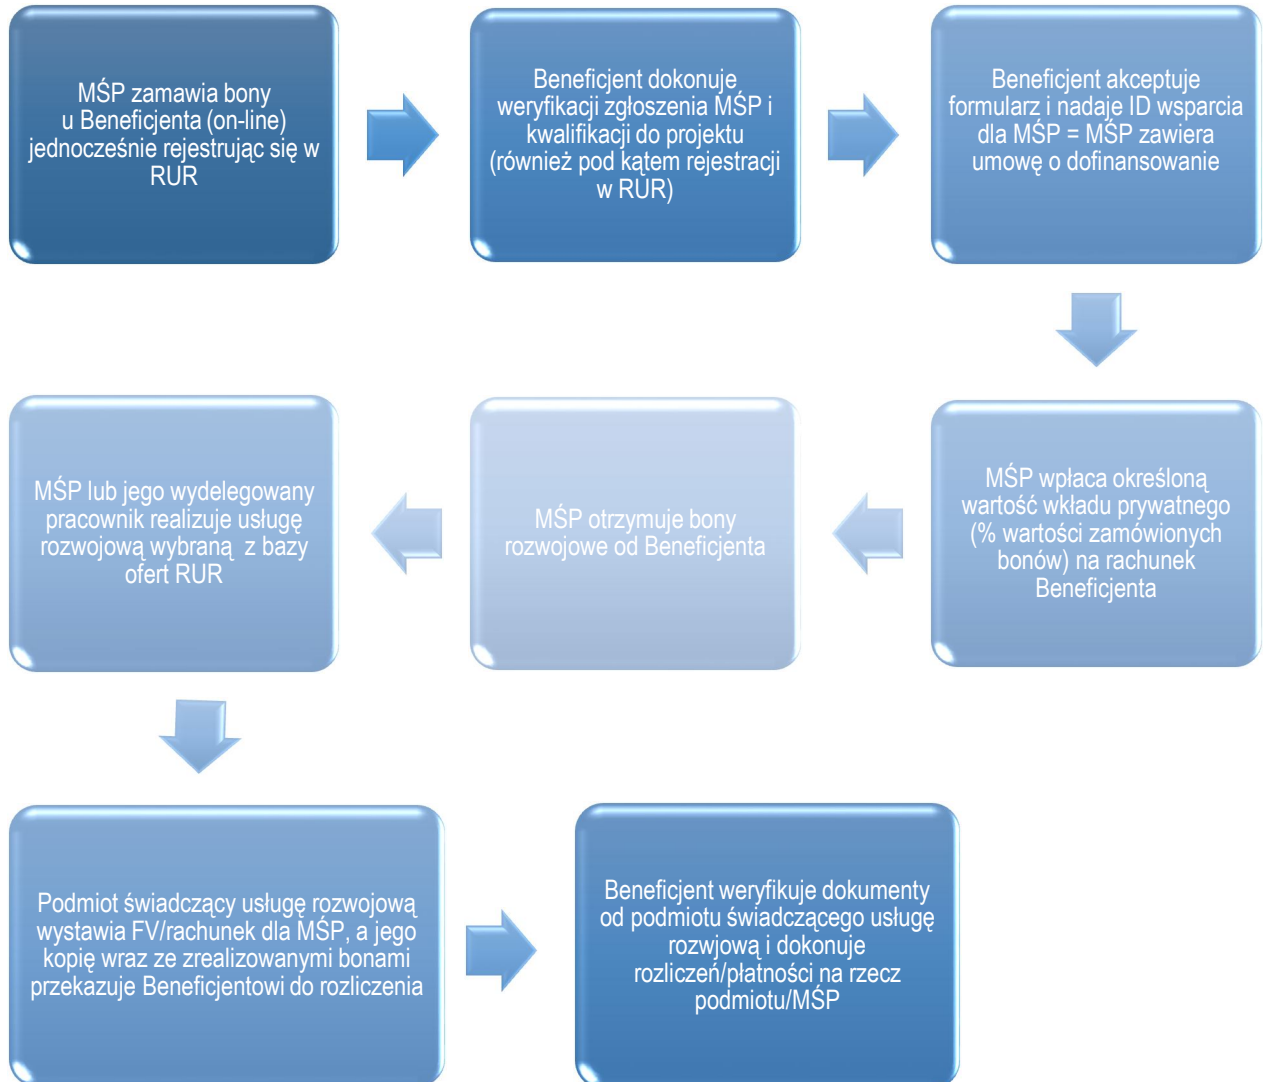 MŚP zamawia bony
u Beneficjenta (on-line)
jednocześnie rejestrując się w
RUR
Beneficjent dokonuje
weryfikacji zgłoszenia MŚP i
kwalifikacji do projektu
(również pod kątem rejestracji
w RUR)
Beneficjent akceptuje
formularz i nadaje ID wsparcia
dla MŚP = MŚP zawiera
umowę o dofinansowanie
MŚP wpłaca określoną
wartość wkładu prywatnego
(% wartości zamówionych
bonów) na rachunek
Beneficjenta
MŚP otrzymuje bony
rozwojowe od Beneficjenta
MŚP lub jego wydelegowany
pracownik realizuje usługę
rozwojową wybraną z bazy
ofert RUR
Podmiot świadczący usługę rozwojową
wystawia FV/rachunek dla MŚP, a jego
kopię wraz ze zrealizowanymi bonami
przekazuje Beneficjentowi do rozliczenia
Beneficjent weryfikuje dokumenty
od podmiotu świadczącego usługę
rozwjową i dokonuje
rozliczeń/płatności na rzecz
podmiotu/MŚP